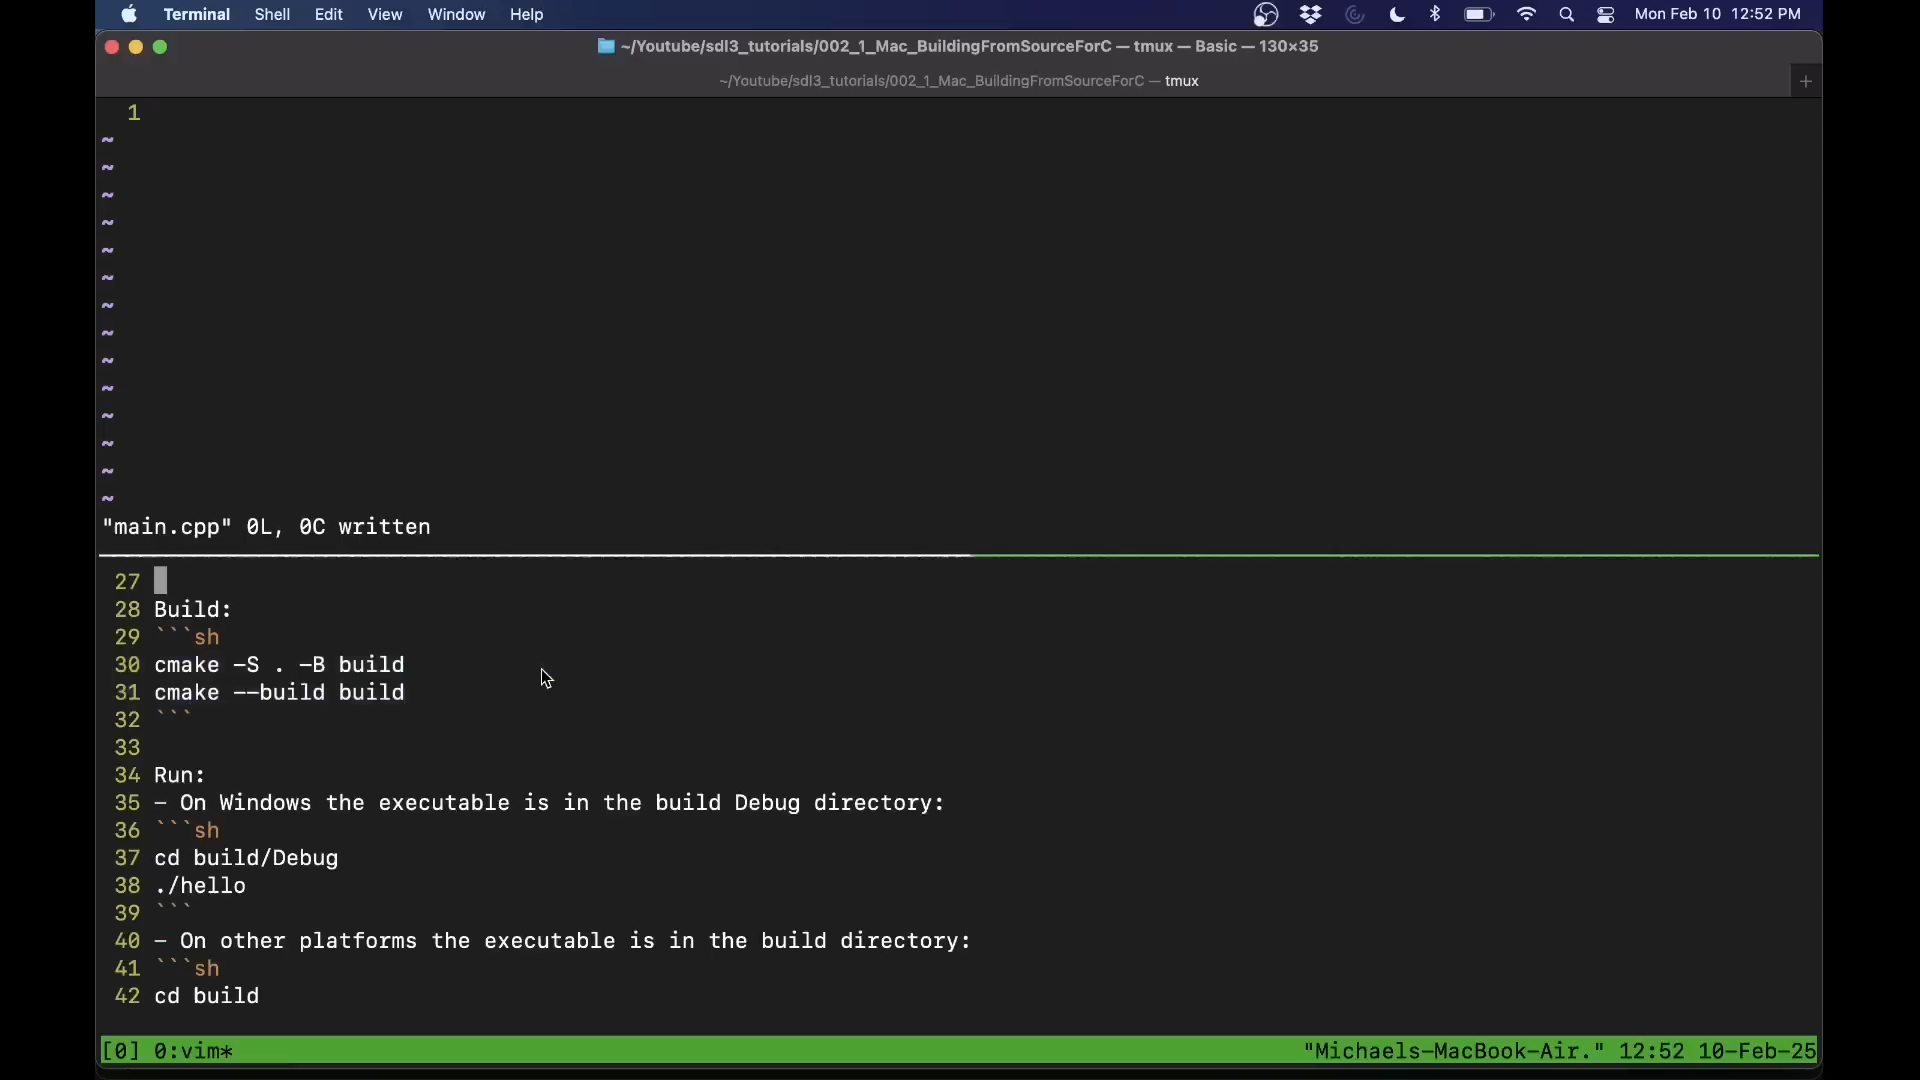 Terminal Shell Edit View Window Help Mon Feb 10 12:52 PM
~/Youtube/sdl3_tutorials/002_1_Mac_BuildingFromSourceForC — tmux — Basic — 130×35
~/Youtube/sdl3_tutorials/002_1_Mac_BuildingFromSourceForC — tmux +
1
~
~
~
~
~
~
~
~
~
~
~
~
~
~
"main.cpp" 0L, 0C written
27
28 Build:
29 ```sh
30 cmake -S . -B build
31 cmake --build build
32 ```
33
34 Run:
35 - On Windows the executable is in the build Debug directory:
36 ```sh
37 cd build/Debug
38 ./hello
39 ```
40 - On other platforms the executable is in the build directory:
41 ```sh
42 cd build
[0] 0:vim* "Michaels-MacBook-Air." 12:52 10-Feb-25